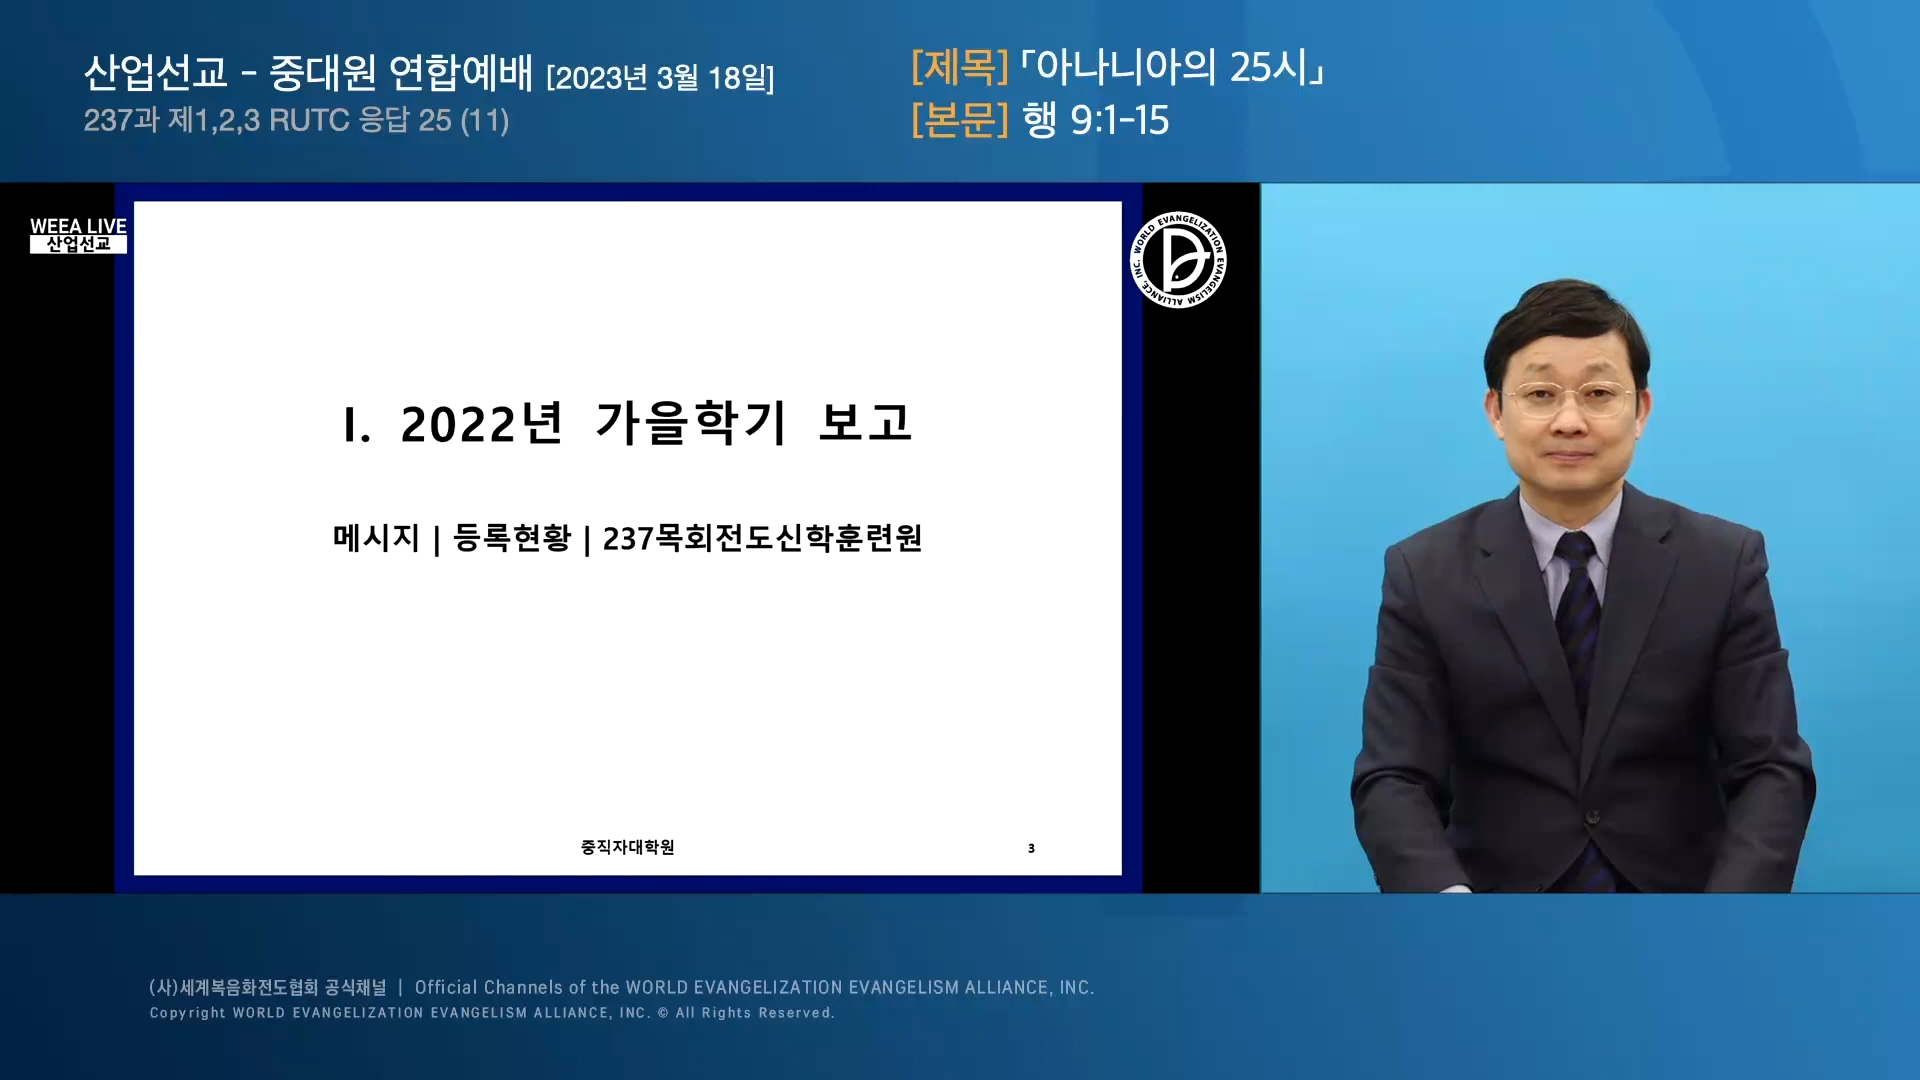 산업선교 - 중대원 연합예배 [2023년 3월 18일]
237과 제1,2,3 RUTC 응답 25 (11)
[제목] 「아나니아의 25시」
[본문] 행 9:1-15
WEEA LIVE
산업선교
WORLD EVANGELIZATION EVANGELISM ALLIANCE, INC.
I. 2022년 가을학기 보고
메시지 | 등록현황 | 237목회전도신학훈련원
중직자대학원
3
(사)세계복음화전도협회 공식채널 | Official Channels of the WORLD EVANGELIZATION EVANGELISM ALLIANCE, INC.
Copyright WORLD EVANGELIZATION EVANGELISM ALLIANCE, INC. © All Rights Reserved.